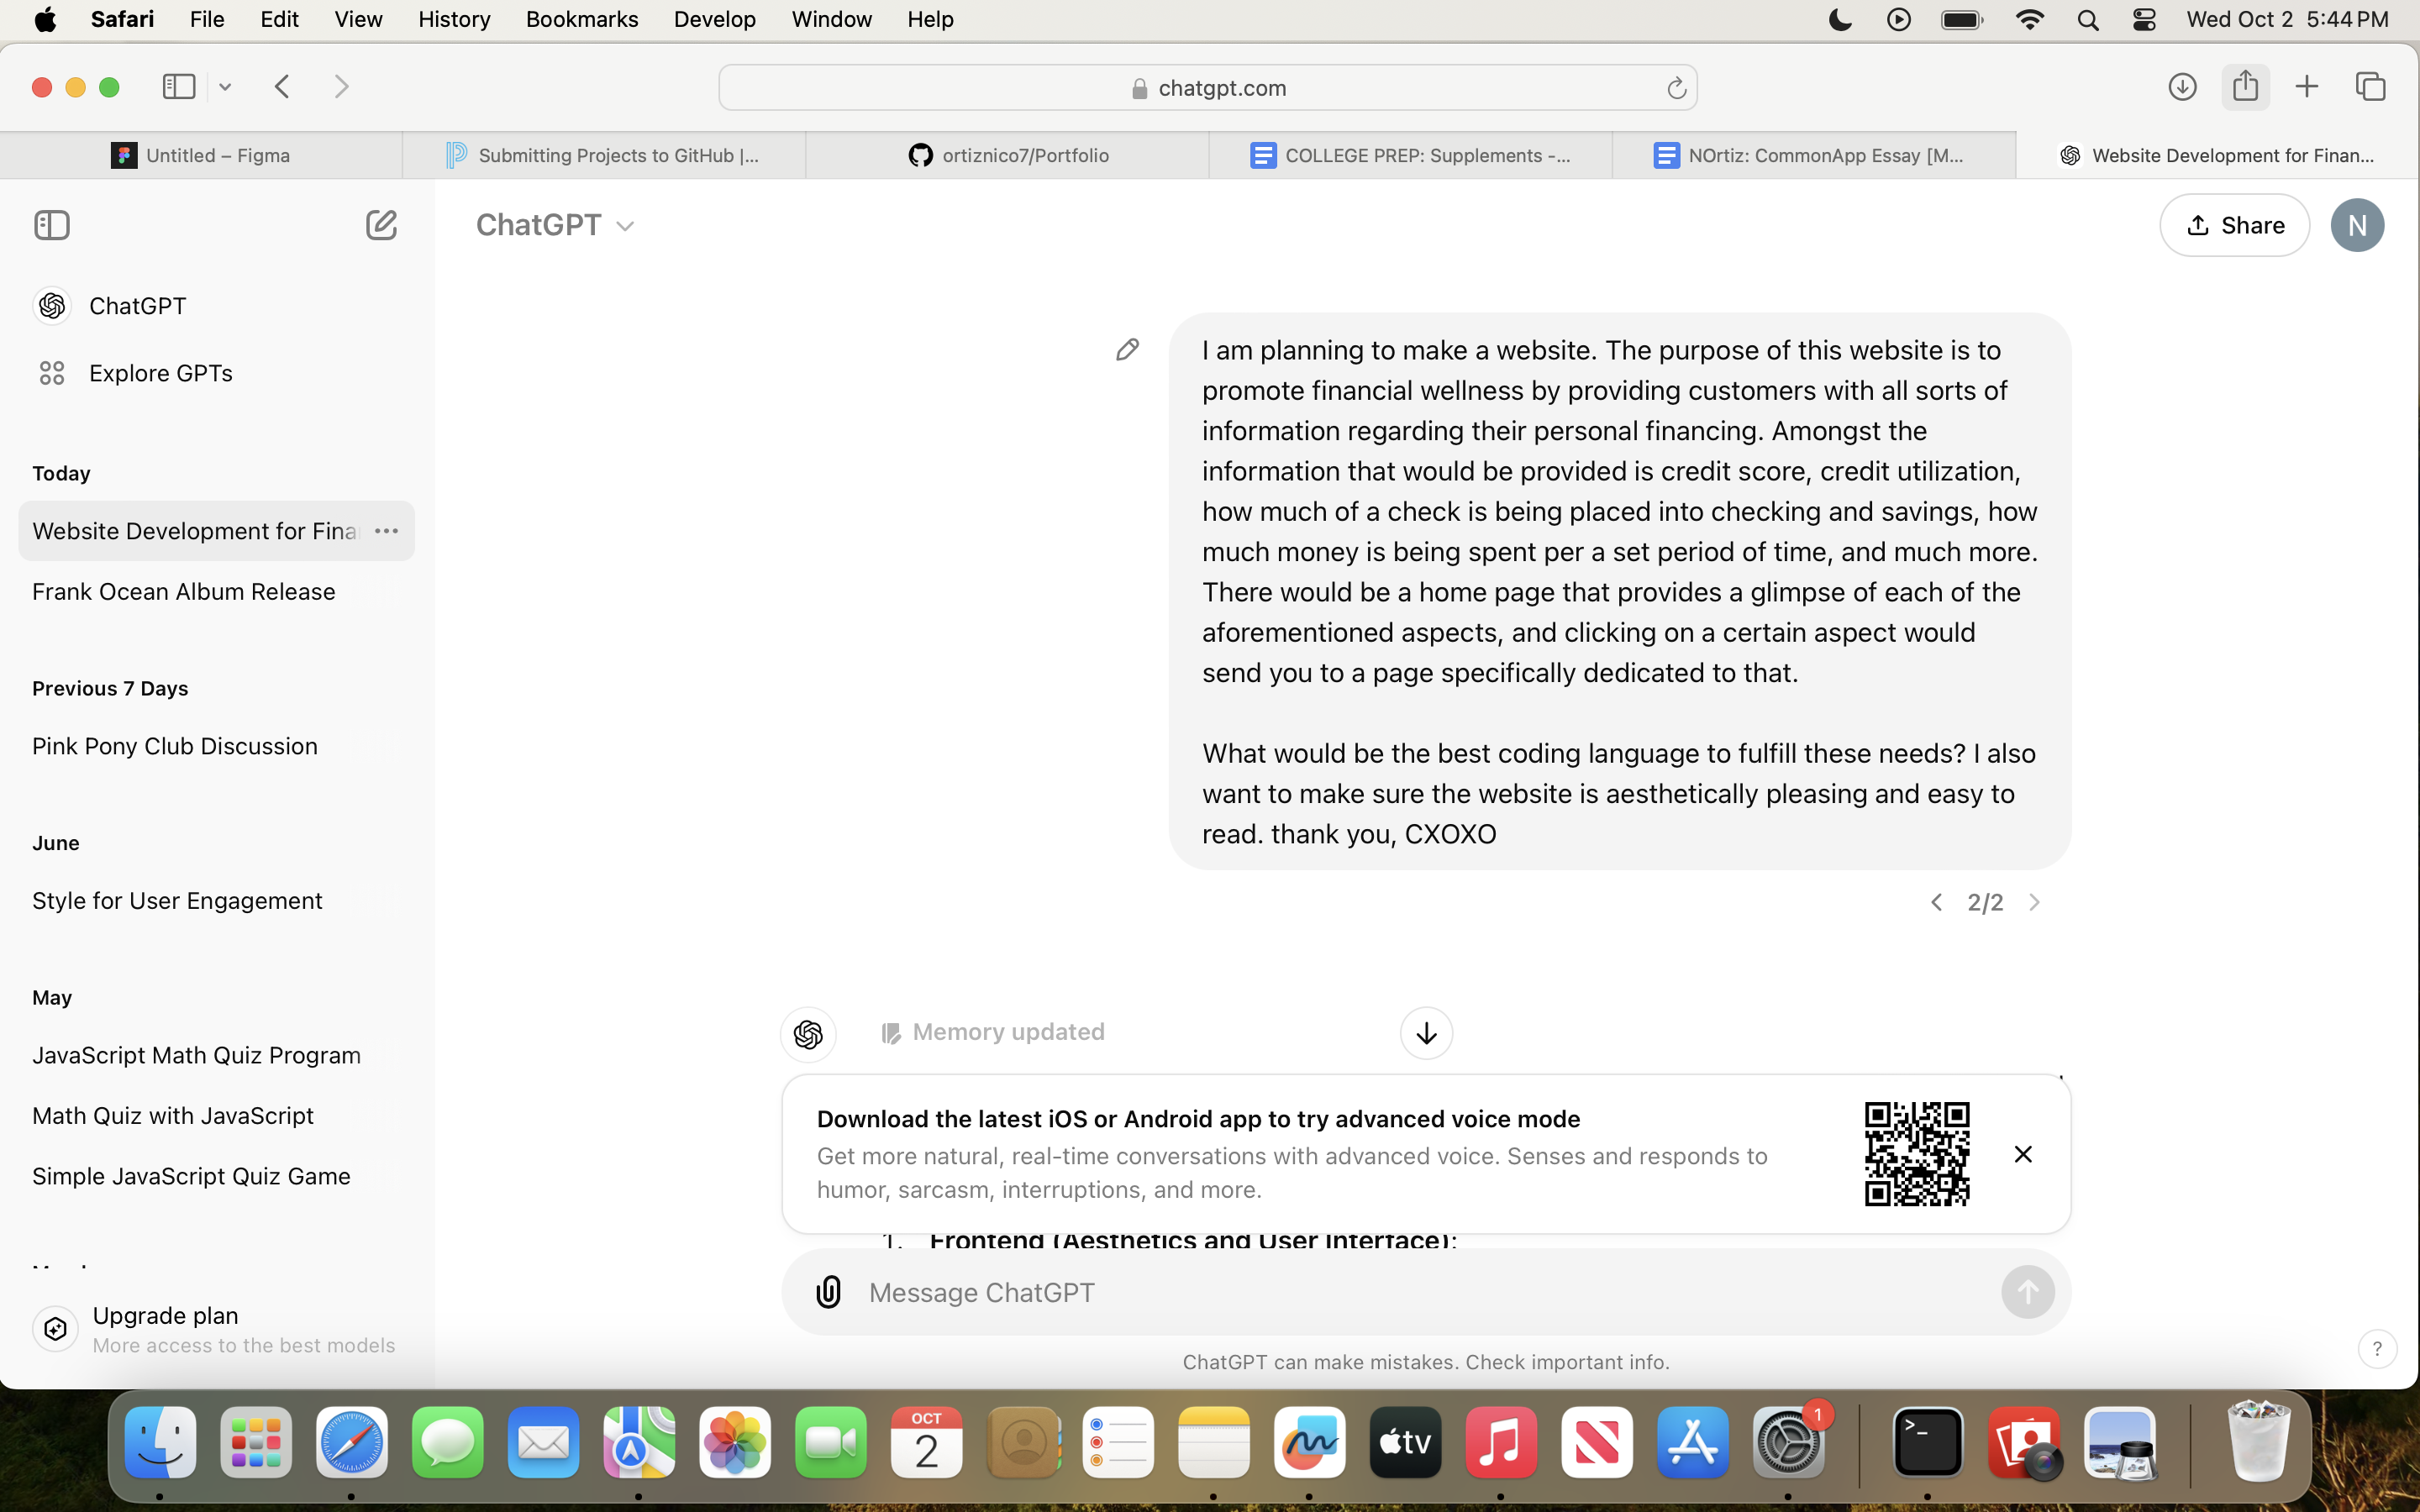 Safari File Edit View History Bookmarks Develop Window Help Wed Oct 2 5:44 PM
chatgpt.com
Untitled – Figma
Submitting Projects to GitHub |...
ortiznico7/Portfolio
COLLEGE PREP: Supplements -...
NOrtiz: CommonApp Essay [M...
Website Development for Finan...
ChatGPT
Share
N
ChatGPT
Explore GPTs
Today
Website Development for Fina
Frank Ocean Album Release
Previous 7 Days
Pink Pony Club Discussion
June
Style for User Engagement
May
JavaScript Math Quiz Program
Math Quiz with JavaScript
Simple JavaScript Quiz Game
Upgrade plan
More access to the best models
I am planning to make a website. The purpose of this website is to
promote financial wellness by providing customers with all sorts of
information regarding their personal financing. Amongst the
information that would be provided is credit score, credit utilization,
how much of a check is being placed into checking and savings, how
much money is being spent per a set period of time, and much more.
There would be a home page that provides a glimpse of each of the
aforementioned aspects, and clicking on a certain aspect would
send you to a page specifically dedicated to that.
What would be the best coding language to fulfill these needs? I also
want to make sure the website is aesthetically pleasing and easy to
read. thank you, CXOXO
2/2
Memory updated
Download the latest iOS or Android app to try advanced voice mode
Get more natural, real-time conversations with advanced voice. Senses and responds to
humor, sarcasm, interruptions, and more.
1. Frontend (Aesthetics and User Interface):
Message ChatGPT
ChatGPT can make mistakes. Check important info.
?
OCT
2
tv
1
>_